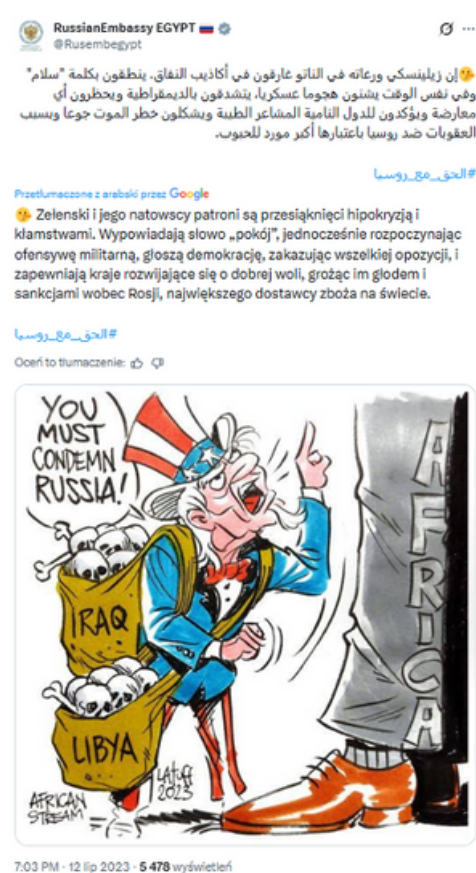 RussianEmbassy EGYPT 🇷🇺
@Rusembegypt
🤫إن زيلينسكي ورعاته في الناتو غارقون في أكاذيب النفاق. ينطقون بكلمة "سلام"
وفي نفس الوقت يشنون هجوما عسكريا، يتشدقون بالديمقراطية ويحظرون أي
معارضة ويؤكدون للدول النامية المشاعر الطيبة ويشكلون خطر الموت جوعا وبسبب
العقوبات ضد روسيا باعتبارها أكبر مورد للحبوب.
#الحق_مع_روسيا
Przetłumaczone z arabski przez Google
🤫 Zełenski i jego natowscy patroni są przesiąknięci hipokryzją i
kłamstwami. Wypowiadają słowo „pokój”, jednocześnie rozpoczynając
ofensywę militarną, głoszą demokrację, zakazując wszelkiej opozycji, i
zapewniają kraje rozwijające się o dobrej woli, grożąc im głodem i
sankcjami wobec Rosji, największego dostawcy zboża na świecie.
#الحق_مع_روسيا
Oceń to tłumaczenie:
YOU
MUST
CONDEMN
RUSSIA!
AFRICA
IRAQ
LIBYA
LATUFF
2023
AFRICAN
STREAM
7:03 PM · 12 lip 2023 · 5 478 wyświetleń